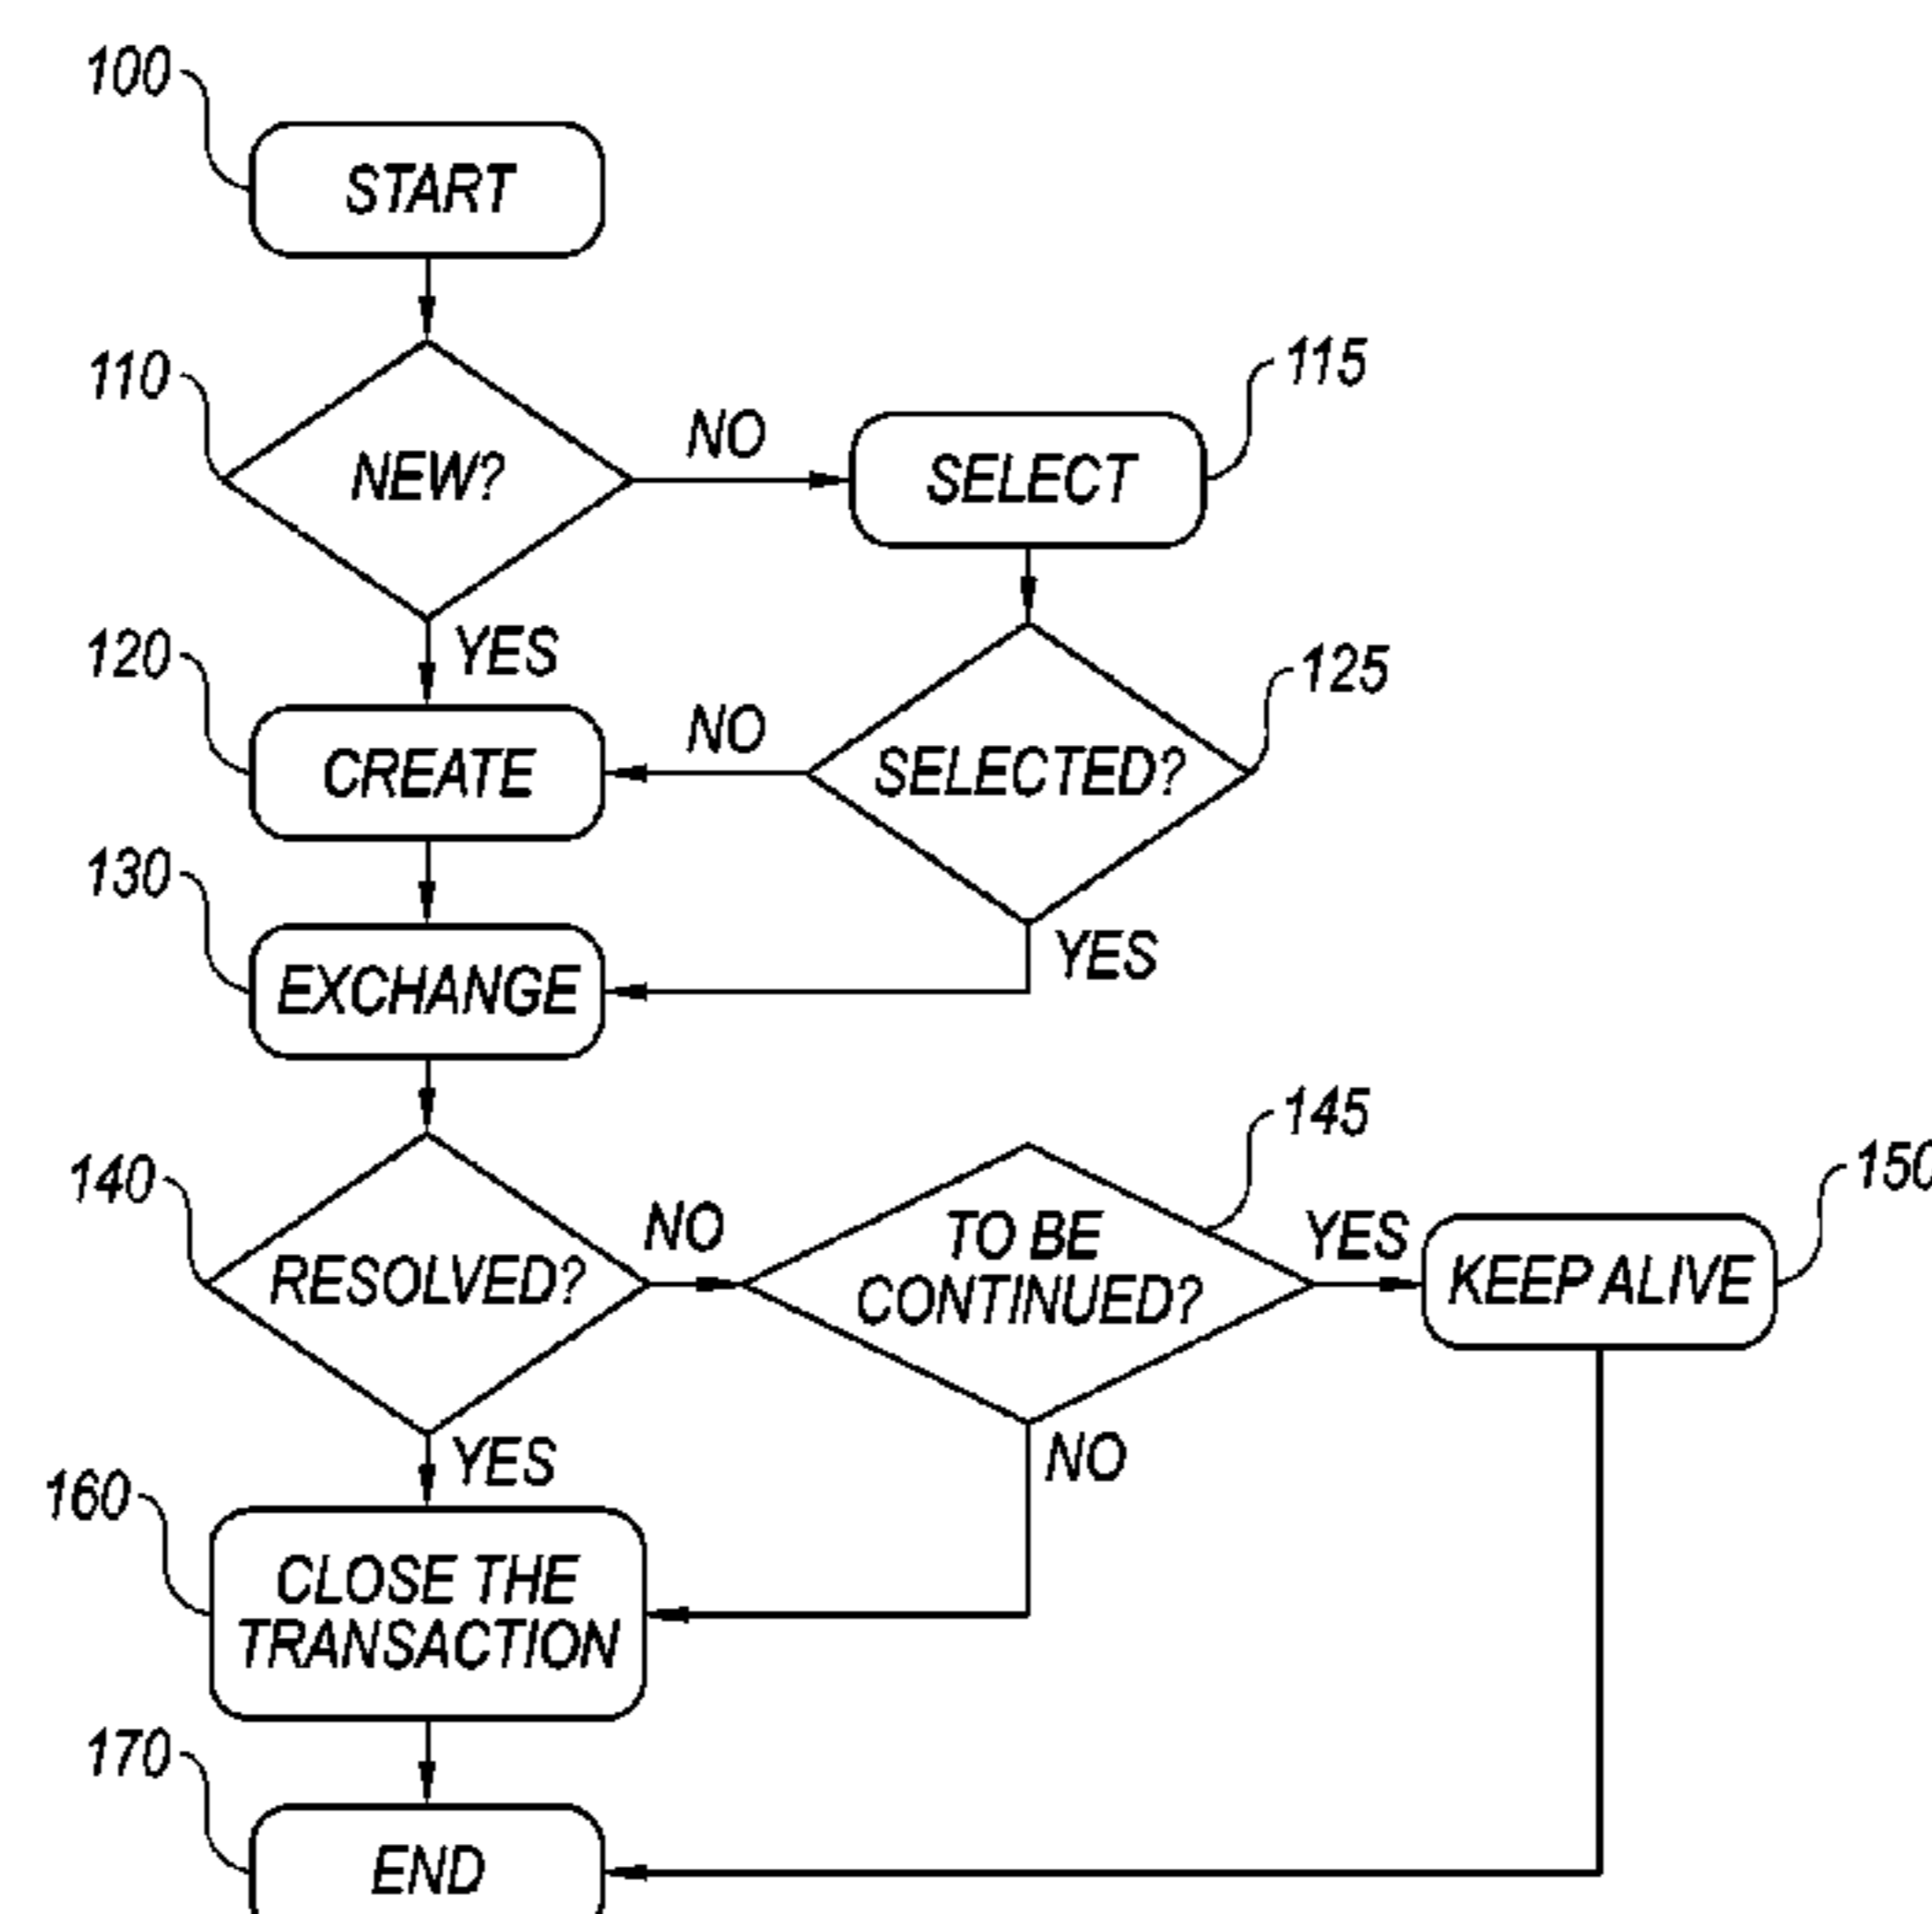 100
START
110
NEW?
NO
115
SELECT
YES
120
CREATE
NO
SELECTED?
125
130
EXCHANGE
YES
140
RESOLVED?
NO
145
TO BE
CONTINUED?
YES
150
KEEP ALIVE
YES
NO
160
CLOSE THE
TRANSACTION
170
END